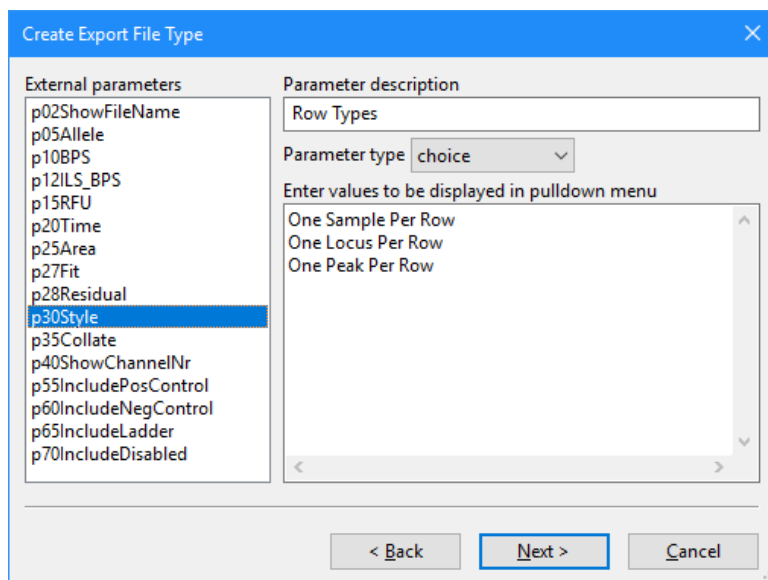 Create Export File Type
External parameters
p02ShowFileName
p05Allele
p10BPS
p12ILS_BPS
p15RFU
p20Time
p25Area
p27Fit
p28Residual
p30Style
p35Collate
p40ShowChannelNr
p55IncludePosControl
p60IncludeNegControl
p65IncludeLadder
p70IncludeDisabled
Parameter description
Row Types
Parameter type choice
Enter values to be displayed in pulldown menu
One Sample Per Row
One Locus Per Row
One Peak Per Row
< Back Next > Cancel